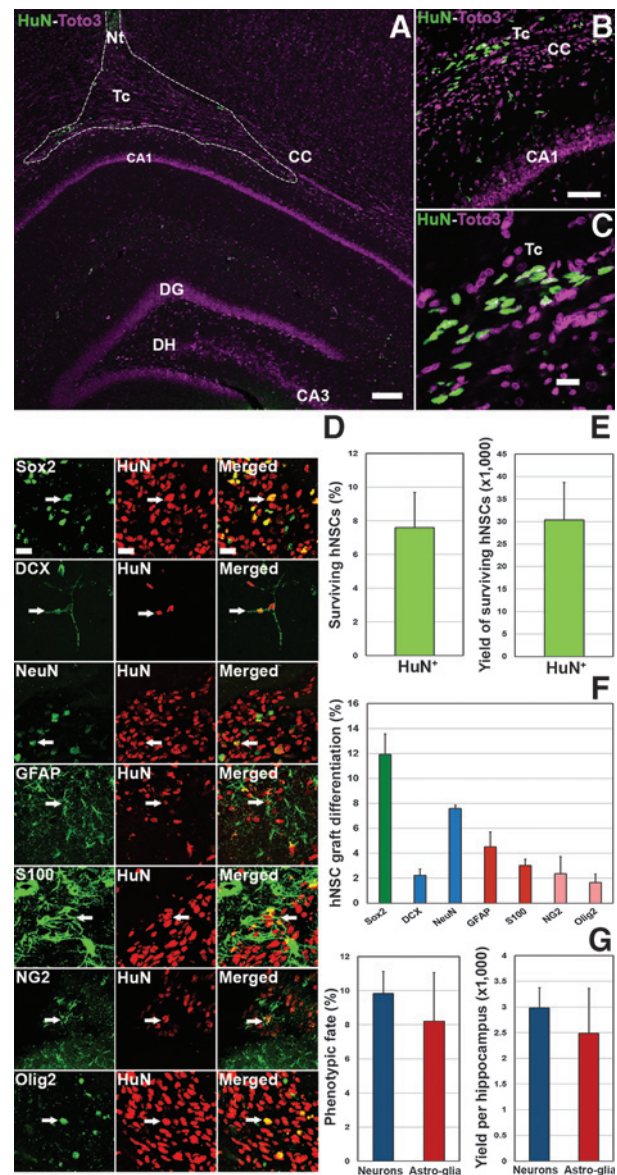 HuN-Toto3
A
Nt
Tc
CC
CA1
DG
DH
CA3
B
Tc
CC
CA1
HuN-Toto3
C
Tc
D
Sox2 HuN Merged
DCX HuN Merged
NeuN HuN Merged
GFAP HuN Merged
S100 HuN Merged
NG2 HuN Merged
Olig2 HuN Merged
Surviving hNSCs (%)
12
10
8
6
4
2
0
HuN+
E
Yield of surviving hNSCs (x1,000)
45
40
35
30
25
20
15
10
5
0
HuN+
F
hNSC graft differentiation (%)
16
14
12
10
8
6
4
2
0
Sox2 DCX NeuN GFAP S100 NG2 Olig2
G
Phenotypic fate (%)
12
10
8
6
4
2
0
Neurons Astro-glia
Yield per hippocampus (x1,000)
4
3.5
3
2.5
2
1.5
1
0.5
0
Neurons Astro-glia